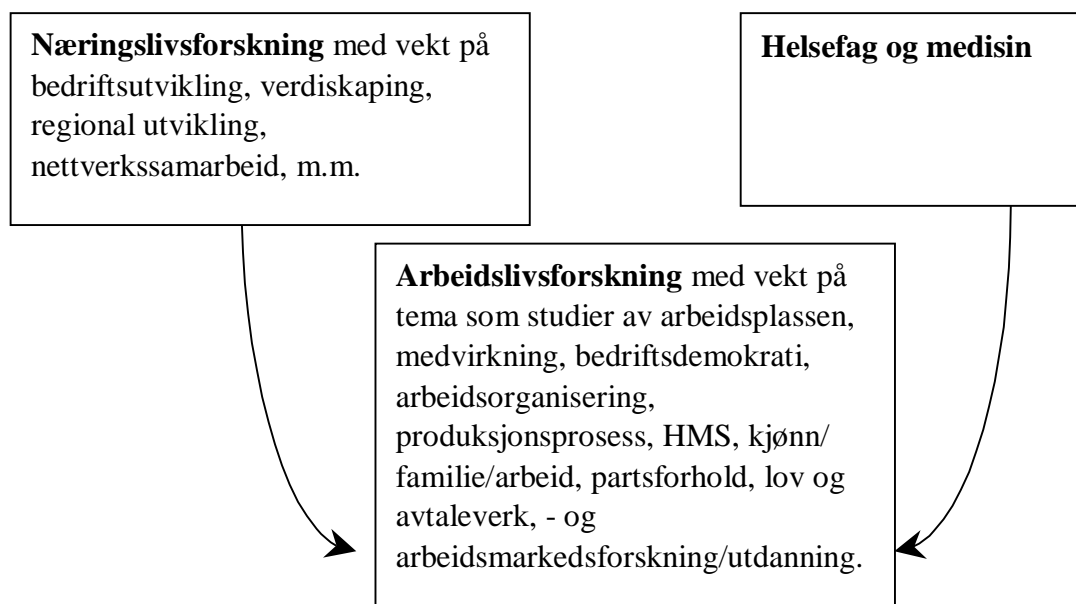 Næringslivsforskning med vekt på
bedriftsutvikling, verdiskaping,
regional utvikling,
nettverkssamarbeid, m.m.
Helsefag og medisin
Arbeidslivsforskning med vekt på
tema som studier av arbeidsplassen,
medvirkning, bedriftsdemokrati,
arbeidsorganisering,
produksjonsprosess, HMS, kjønn/
familie/arbeid, partsforhold, lov og
avtaleverk, - og
arbeidsmarkedsforskning/utdanning.